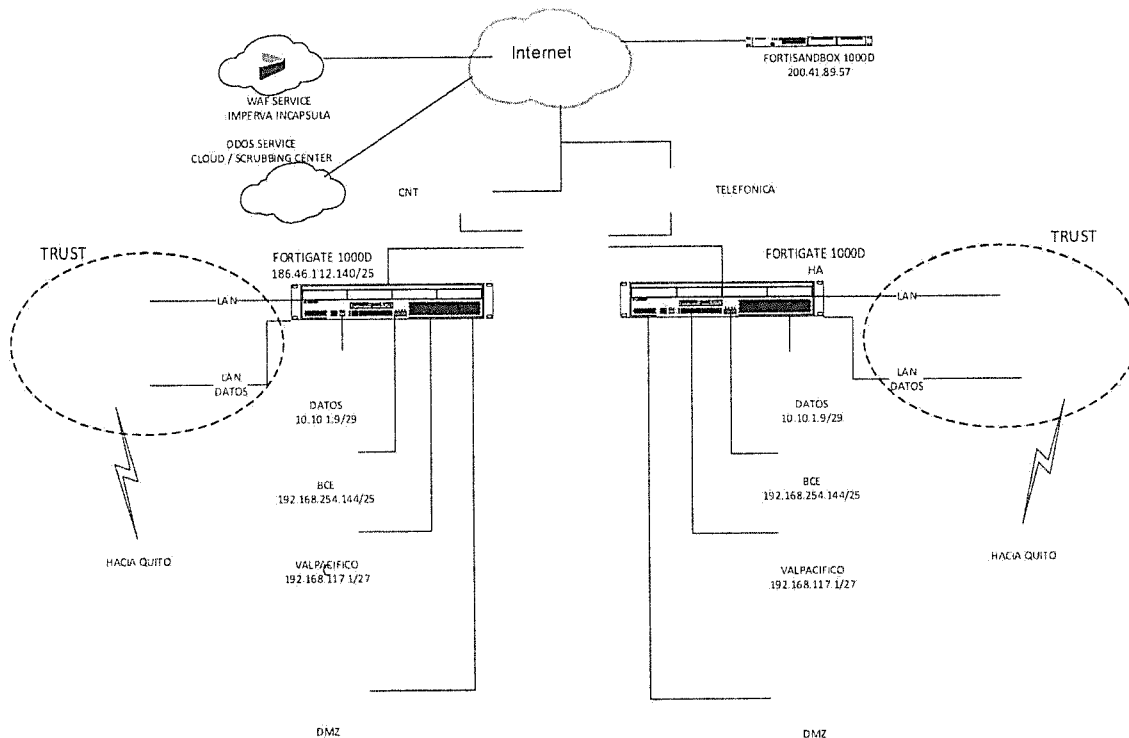 Internet
FORTISANDBOX 1000D
200.41.89.57
WAF SERVICE
IMPERVA INCAPSULA
DDOS SERVICE
CLOUD / SCRUBBING CENTER
CNT
TELEFONICA
TRUST
FORTIGATE 1000D
186.46.112.140/25
FORTIGATE 1000D
HA
TRUST
LAN
LAN
LAN
DATOS
LAN
DATOS
DATOS
10.10.1.9/29
DATOS
10.10.1.9/29
BCE
192.168.254.144/25
BCE
192.168.254.144/25
HACIA QUITO
VALPACIFICO
192.168.117.1/27
C
VALPACIFICO
192.168.117.1/27
HACIA QUITO
DMZ
DMZ